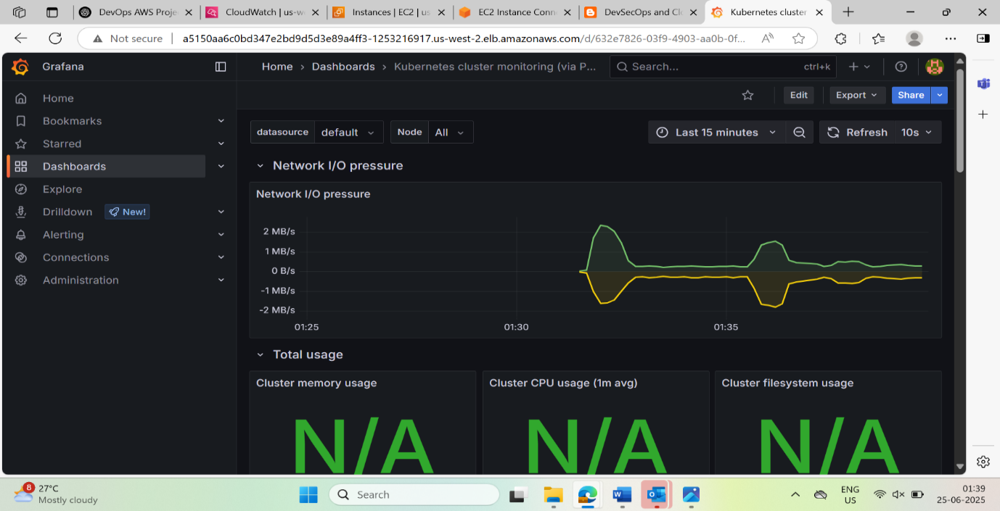 DevOps AWS Proje
CloudWatch | us-w
Instances | EC2 | us
EC2 Instance Conn
DevSecOps and Clo
Kubernetes cluster
Not secure
a5150aa6c0bd347e2bd9d5d3e89a4ff3-1253216917.us-west-2.elb.amazonaws.com/d/632e7826-03f9-4903-aa0b-0f...
Grafana
Home › Dashboards › Kubernetes cluster monitoring (via P...
Search...
ctrl+k
Edit
Export
Share
Home
Bookmarks
Starred
Dashboards
Explore
Drilldown
New!
Alerting
Connections
Administration
datasource
default
Node
All
Last 15 minutes
Refresh
10s
Network I/O pressure
Network I/O pressure
2 MB/s
1 MB/s
0 B/s
-1 MB/s
-2 MB/s
01:25
01:30
01:35
Total usage
Cluster memory usage
Cluster CPU usage (1m avg)
Cluster filesystem usage
N/A
N/A
N/A
8
27°C
Mostly cloudy
Search
ENG
US
01:39
25-06-2025